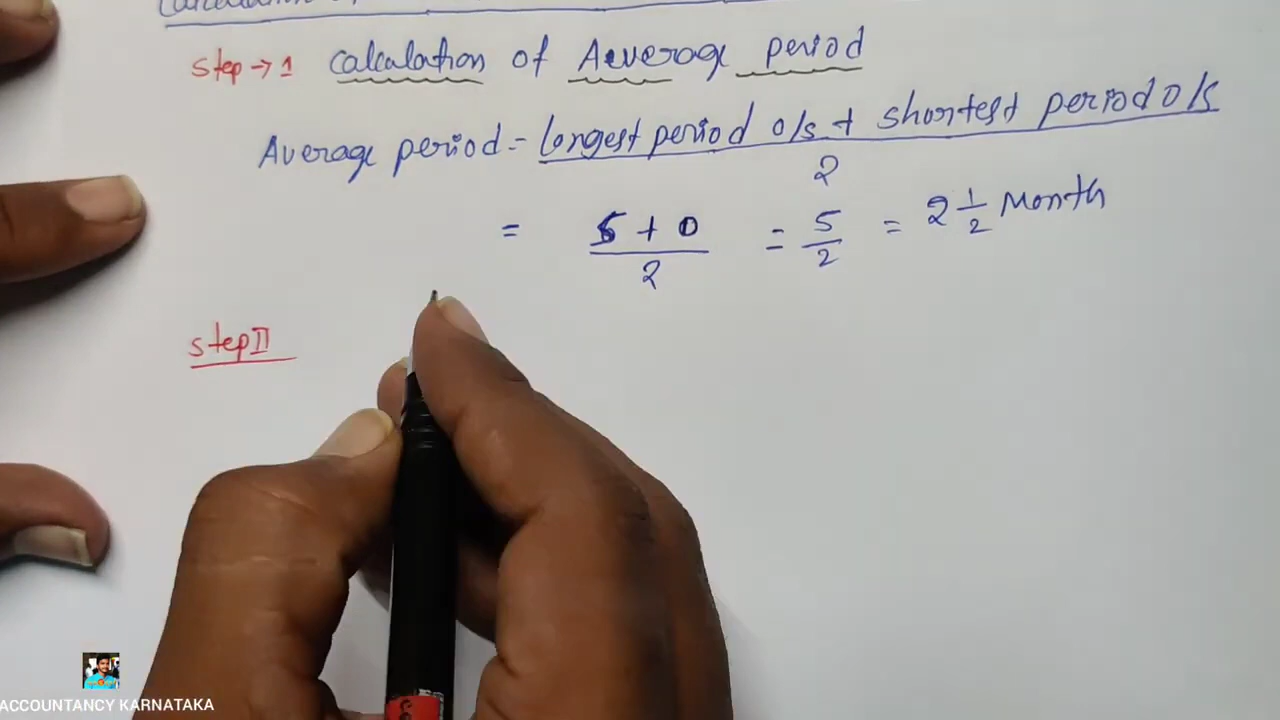 step → 1 calculation of Aeverage period
Average period = longest period o/s + shortest period o/s
2
= 5 + 0 = 5 = 2 1/2 Month
2 2
step II
ACCOUNTANCY KARNATAKA